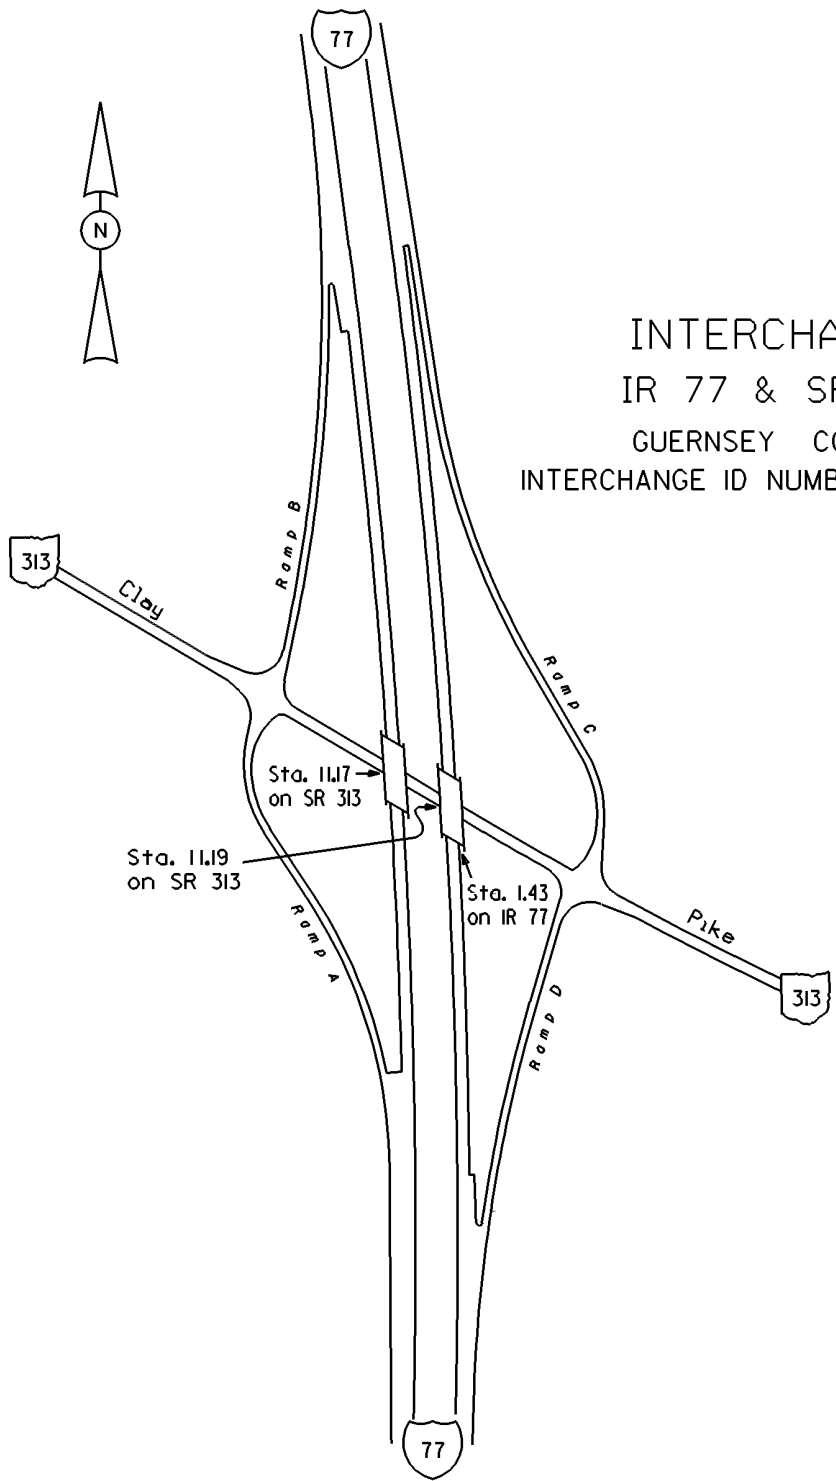 77
N
INTERCHA
IR 77 & SR
GUERNSEY CO
INTERCHANGE ID NUMB
Ramp B
313
Clay
Ramp C
Sta. 11.17
on SR 313
Sta. 11.19
on SR 313
Sta. 1.43
on IR 77
Ramp A
Pike
313
Ramp D
77